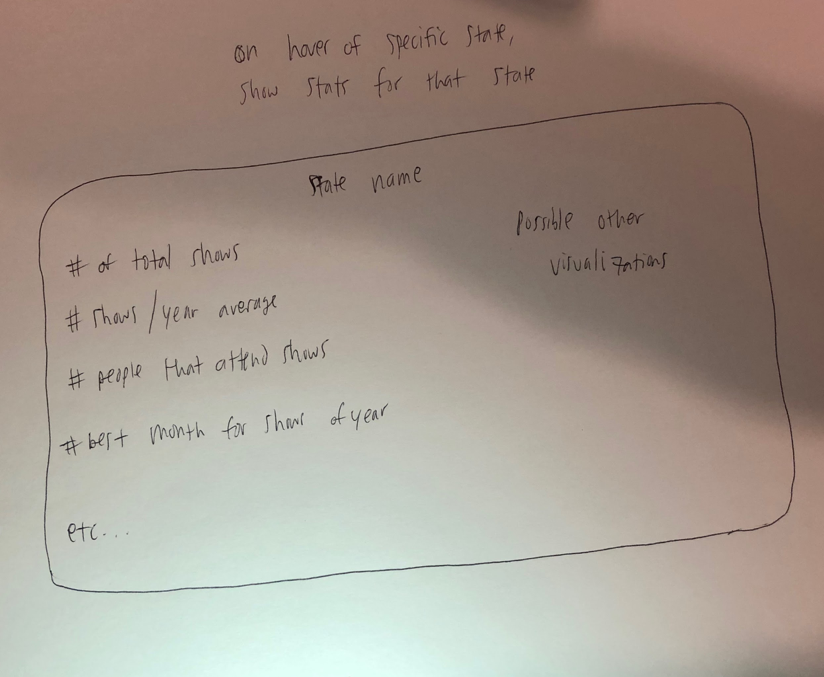 on hover of specific state,
show stats for that state
State name
# of total shows
# shows/year average
# people that attend shows
# best month for shows of year
etc...
Possible other
visualizations